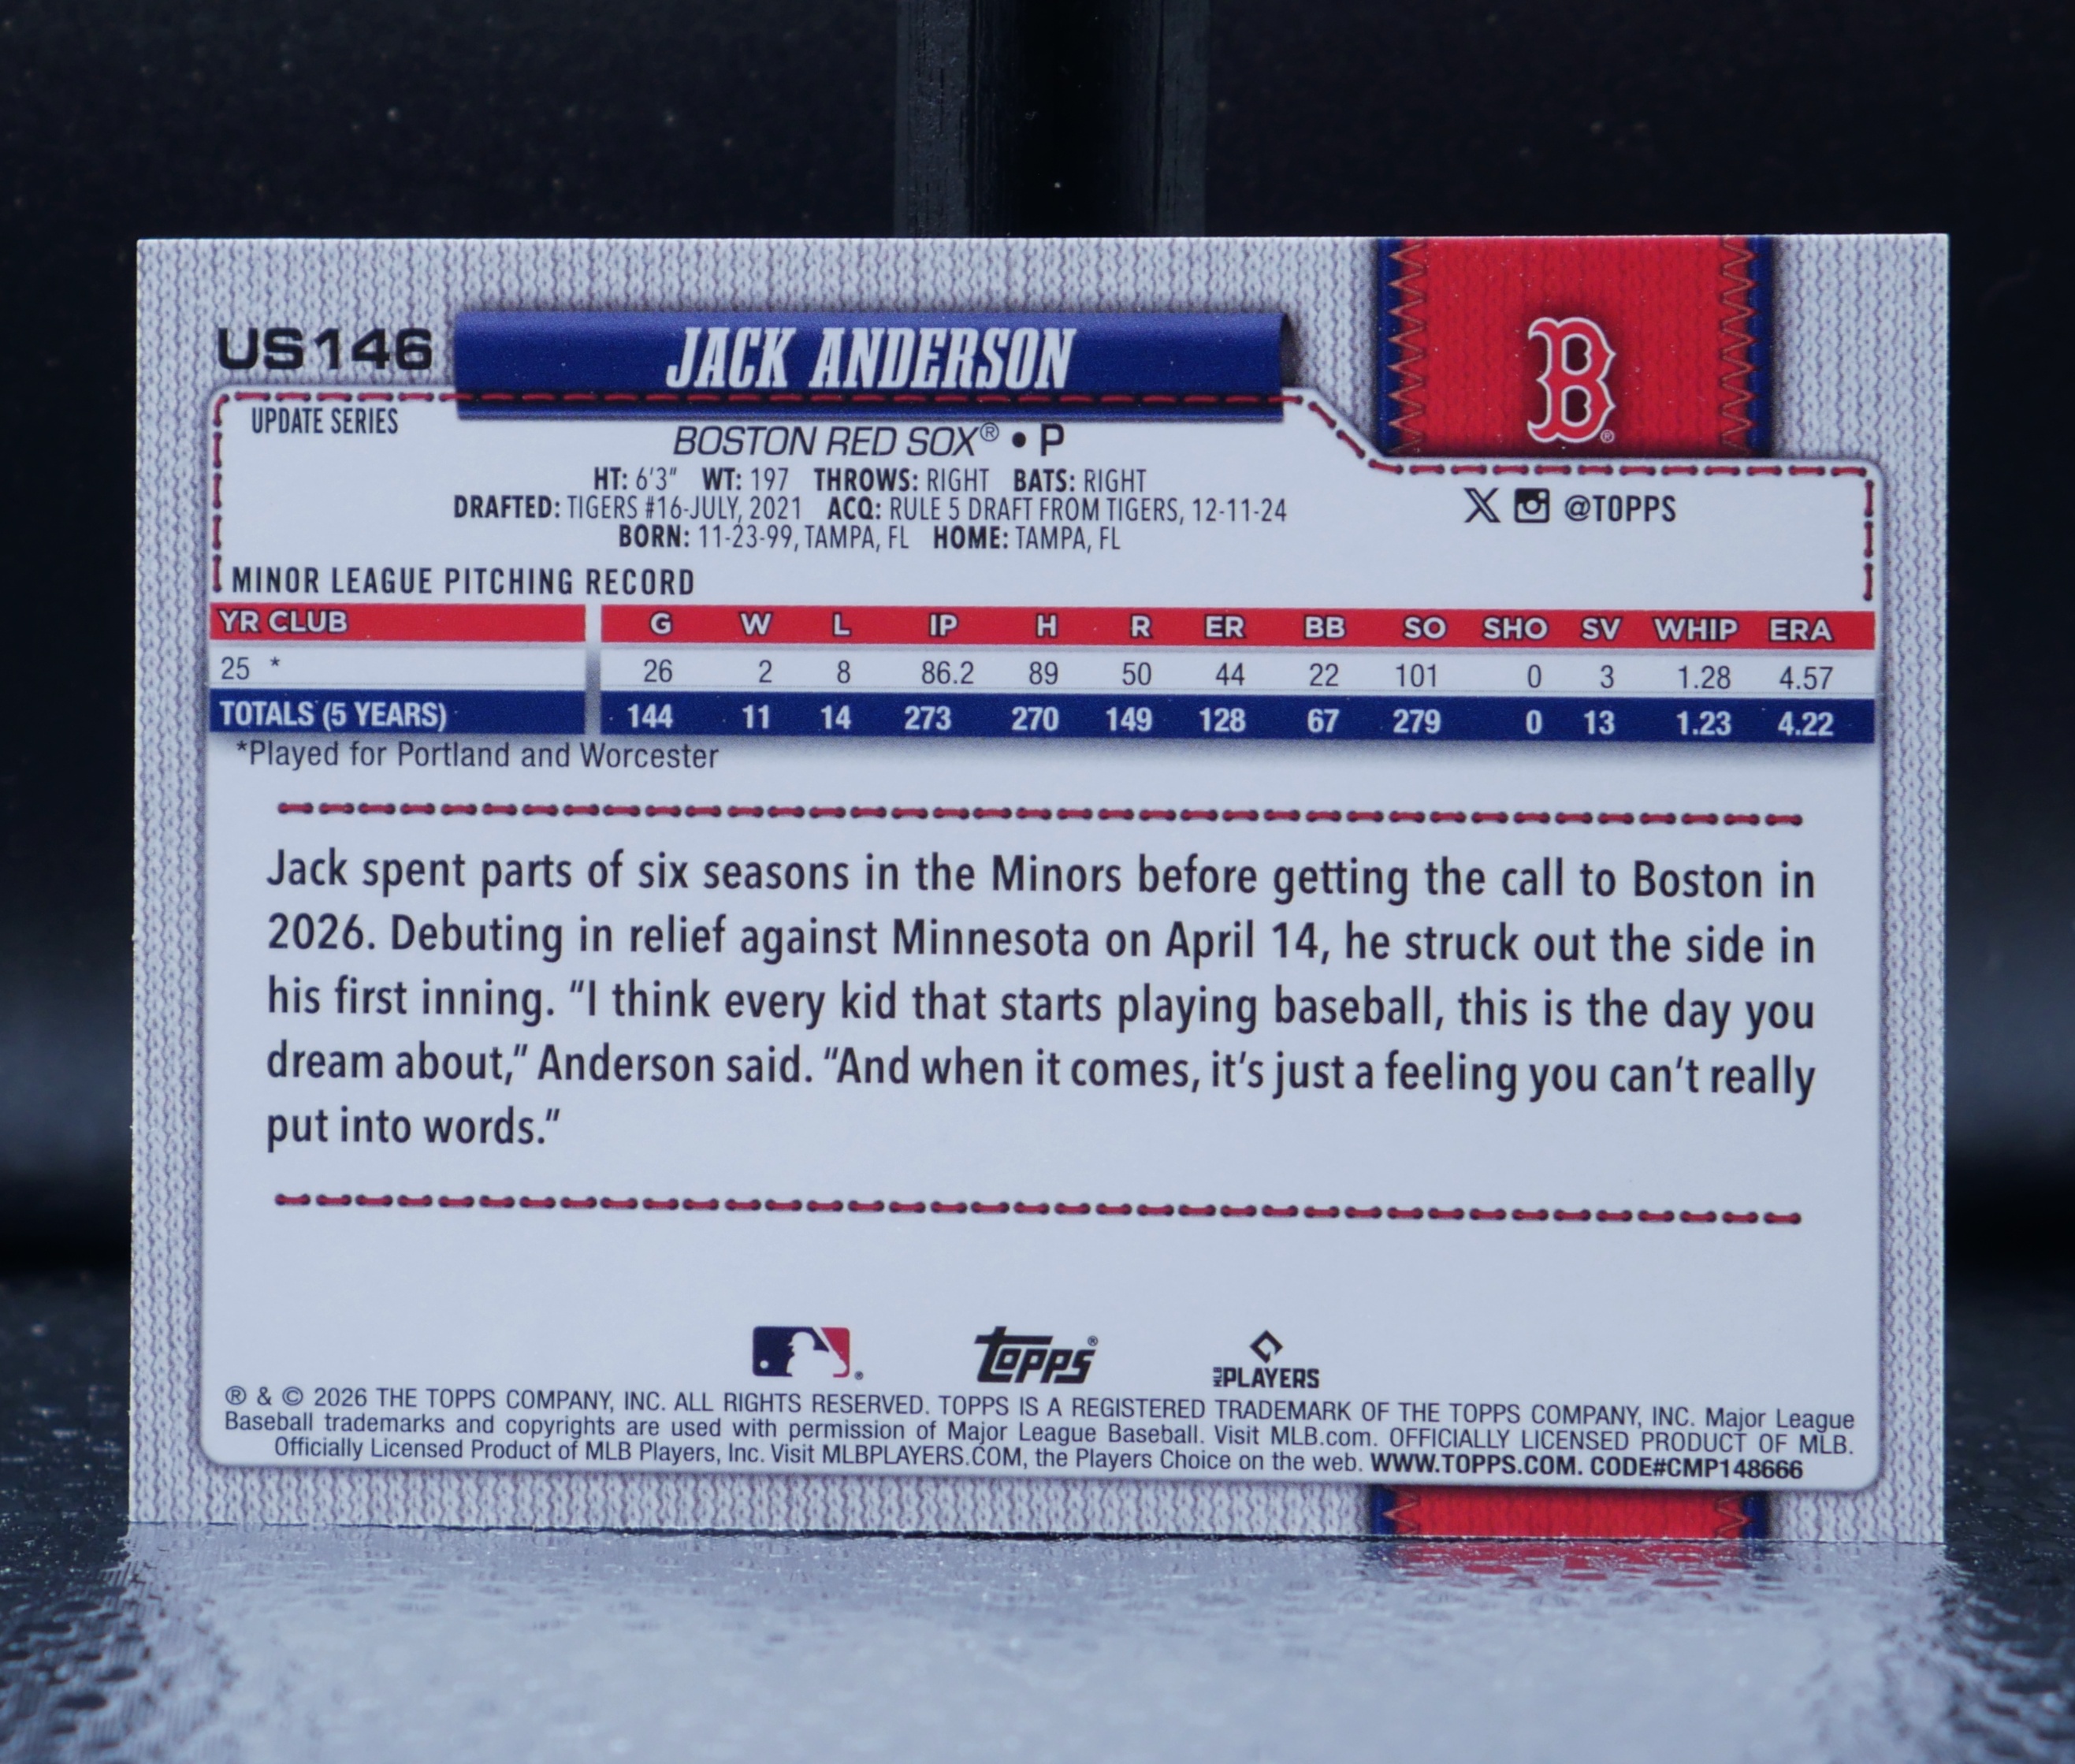 US146 JACK ANDERSON
B®
UPDATE SERIES
BOSTON RED SOX® • P
HT: 6'3" WT: 197 THROWS: RIGHT BATS: RIGHT
DRAFTED: TIGERS #16-JULY, 2021 ACQ: RULE 5 DRAFT FROM TIGERS, 12-11-24
BORN: 11-23-99, TAMPA, FL HOME: TAMPA, FL
X @TOPPS
MINOR LEAGUE PITCHING RECORD
YR CLUB G W L IP H R ER BB SO SHO SV WHIP ERA
25 * 26 2 8 86.2 89 50 44 22 101 0 3 1.28 4.57
TOTALS (5 YEARS) 144 11 14 273 270 149 128 67 279 0 13 1.23 4.22
*Played for Portland and Worcester
Jack spent parts of six seasons in the Minors before getting the call to Boston in
2026. Debuting in relief against Minnesota on April 14, he struck out the side in
his first inning. “I think every kid that starts playing baseball, this is the day you
dream about,” Anderson said. “And when it comes, it’s just a feeling you can’t really
put into words.”
® topps® MLB PLAYERS
® & © 2026 THE TOPPS COMPANY, INC. ALL RIGHTS RESERVED. TOPPS IS A REGISTERED TRADEMARK OF THE TOPPS COMPANY, INC. Major League
Baseball trademarks and copyrights are used with permission of Major League Baseball. Visit MLB.com. OFFICIALLY LICENSED PRODUCT OF MLB.
Officially Licensed Product of MLB Players, Inc. Visit MLBPLAYERS.COM, the Players Choice on the web. WWW.TOPPS.COM. CODE#CMP148666